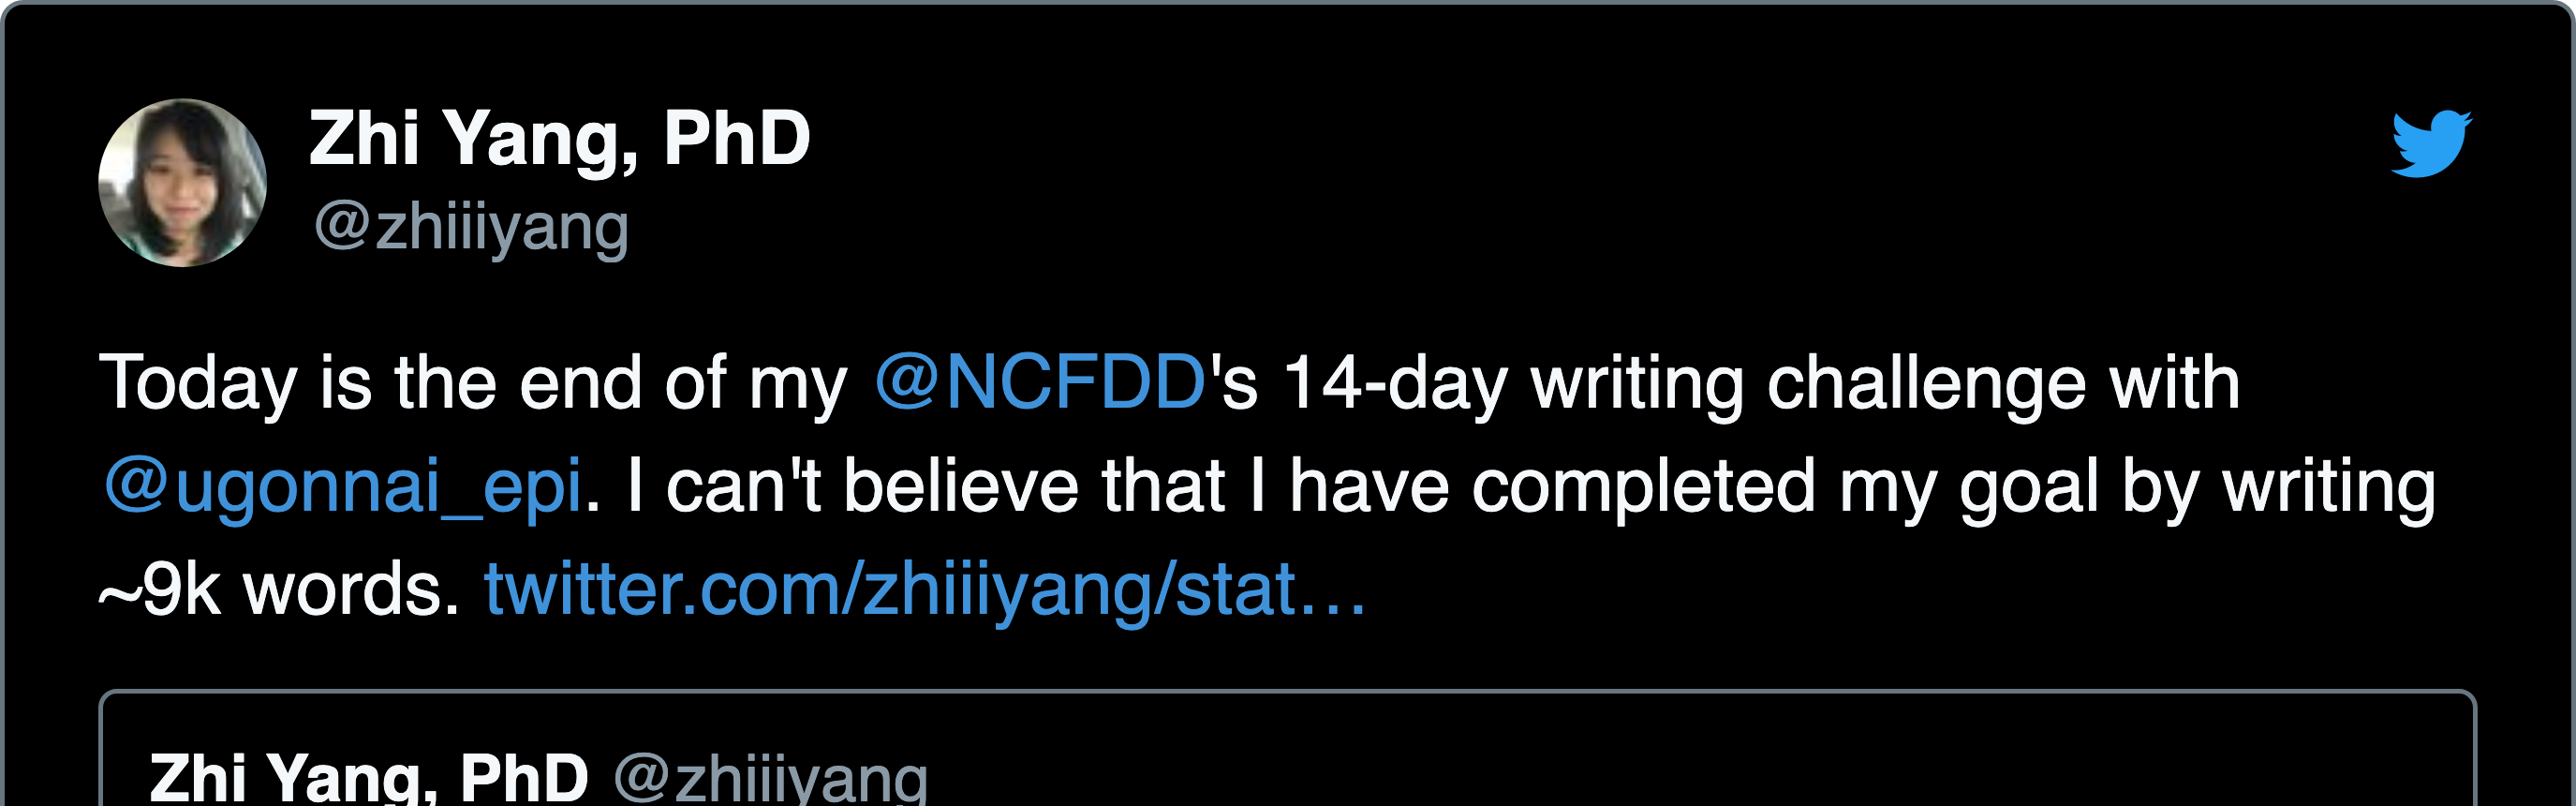 Zhi Yang, PhD
@zhiiiyang
Today is the end of my @NCFDD's 14-day writing challenge with
@ugonnai_epi. I can't believe that I have completed my goal by writing
~9k words. twitter.com/zhiiiyang/stat…
Zhi Yang, PhD @zhiiiyang